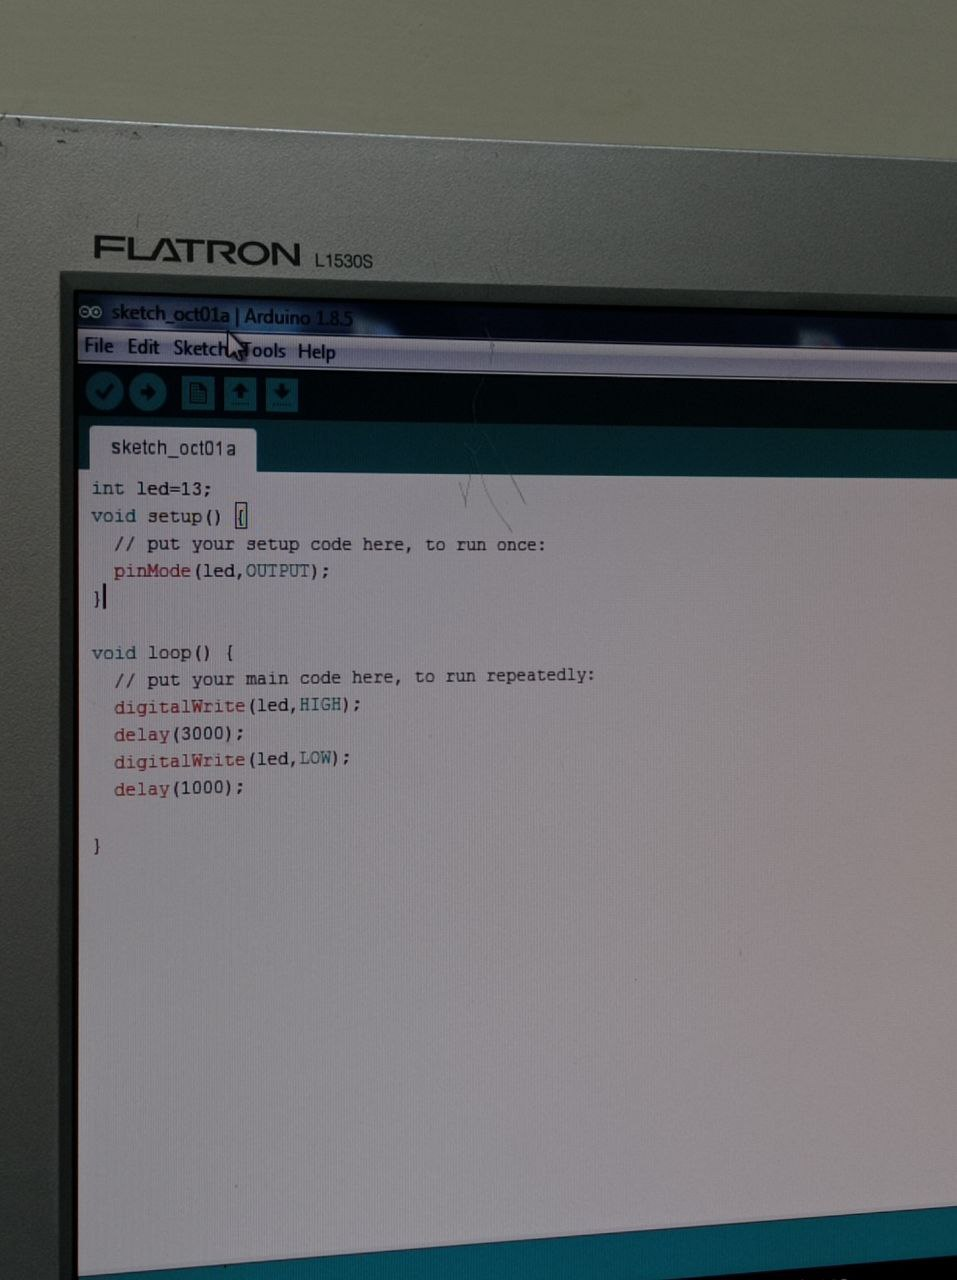 FLATRON L1530S
sketch_oct01a | Arduino 1.8.5
File Edit Sketch Tools Help
sketch_oct01a
int led=13;
void setup() {
  // put your setup code here, to run once:
  pinMode(led,OUTPUT);
}
void loop() {
  // put your main code here, to run repeatedly:
  digitalWrite(led,HIGH);
  delay(3000);
  digitalWrite(led,LOW);
  delay(1000);
}